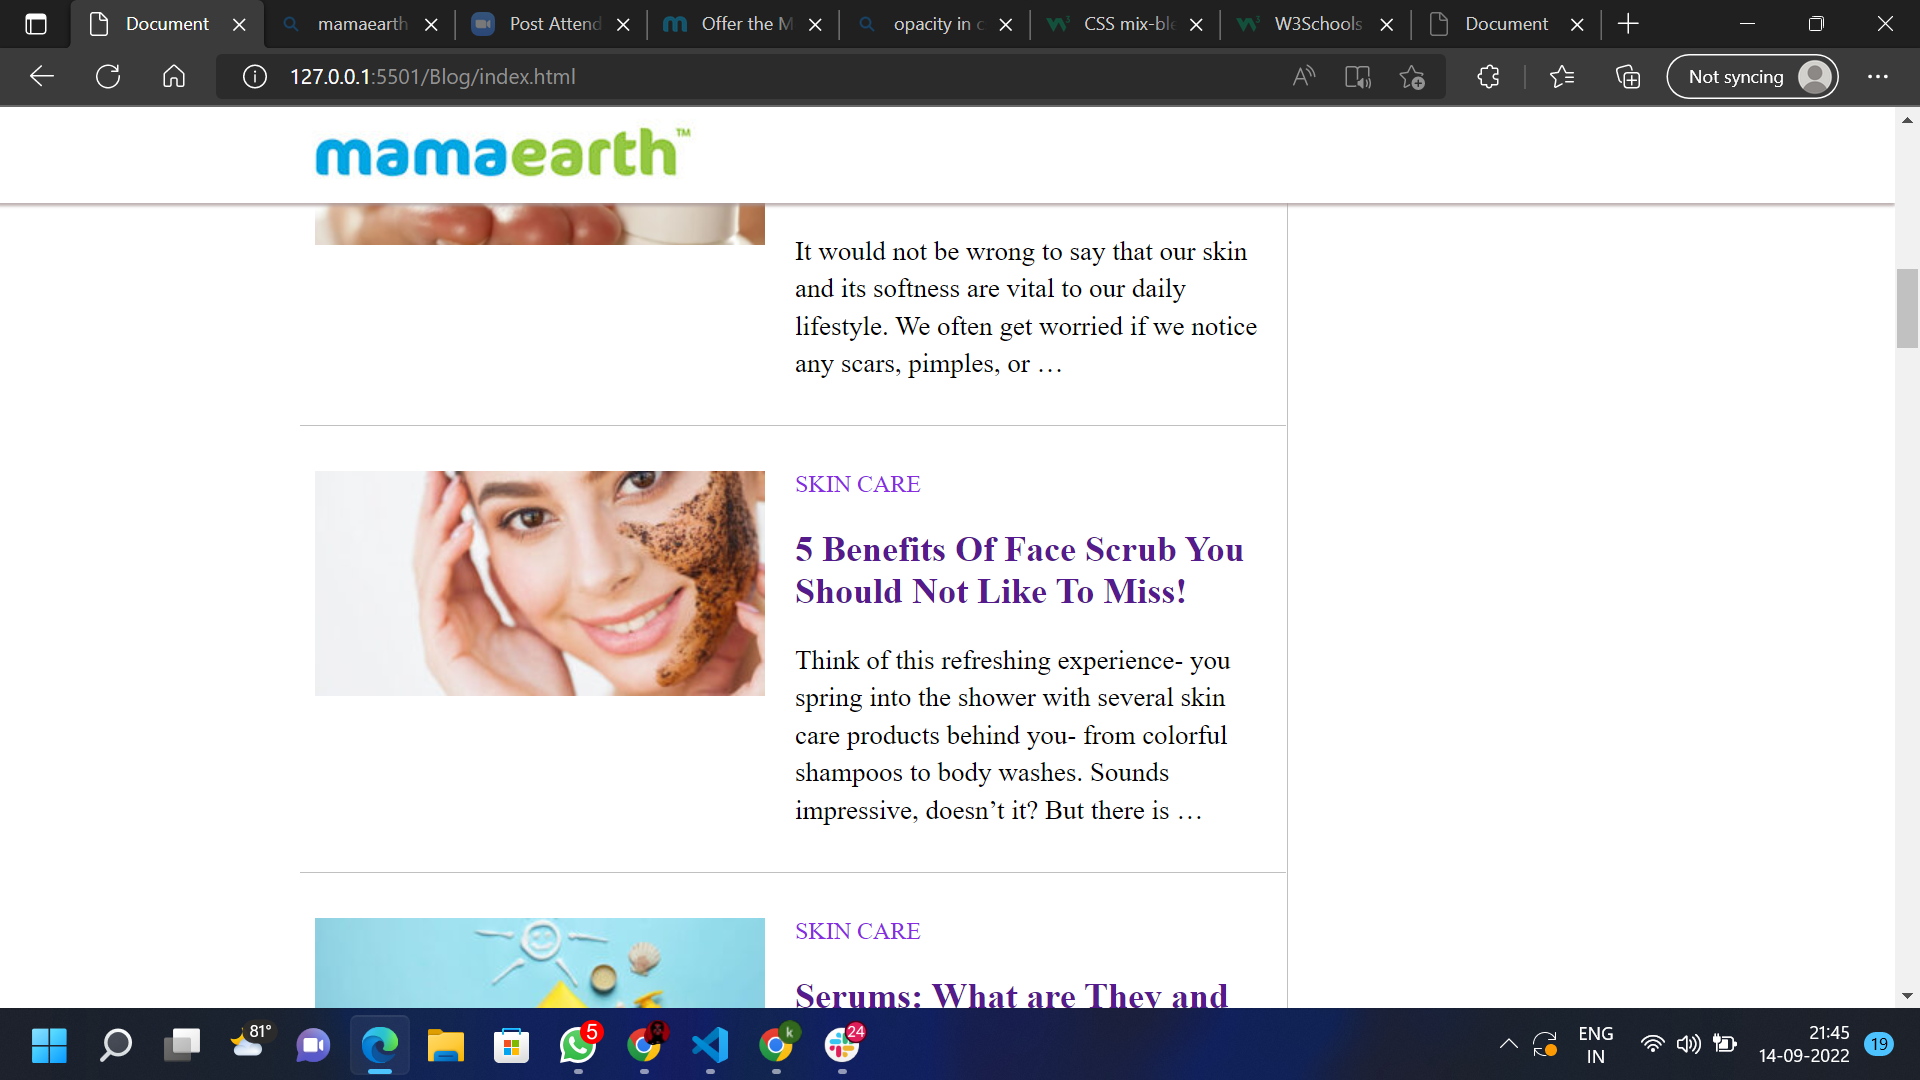 Document
mamaearth
Post Attend
Offer the M
opacity in c
CSS mix-ble
W3Schools
Document
127.0.0.1:5501/Blog/index.html
Not syncing
mamaearth™
It would not be wrong to say that our skin
and its softness are vital to our daily
lifestyle. We often get worried if we notice
any scars, pimples, or …
SKIN CARE
5 Benefits Of Face Scrub You
Should Not Like To Miss!
Think of this refreshing experience- you
spring into the shower with several skin
care products behind you- from colorful
shampoos to body washes. Sounds
impressive, doesn’t it? But there is …
SKIN CARE
Serums: What are They and
81°
5
k
24
ENG
IN
21:45
14-09-2022
19